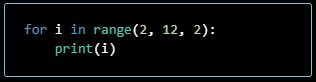 for i in range(2, 12, 2):
    print(i)